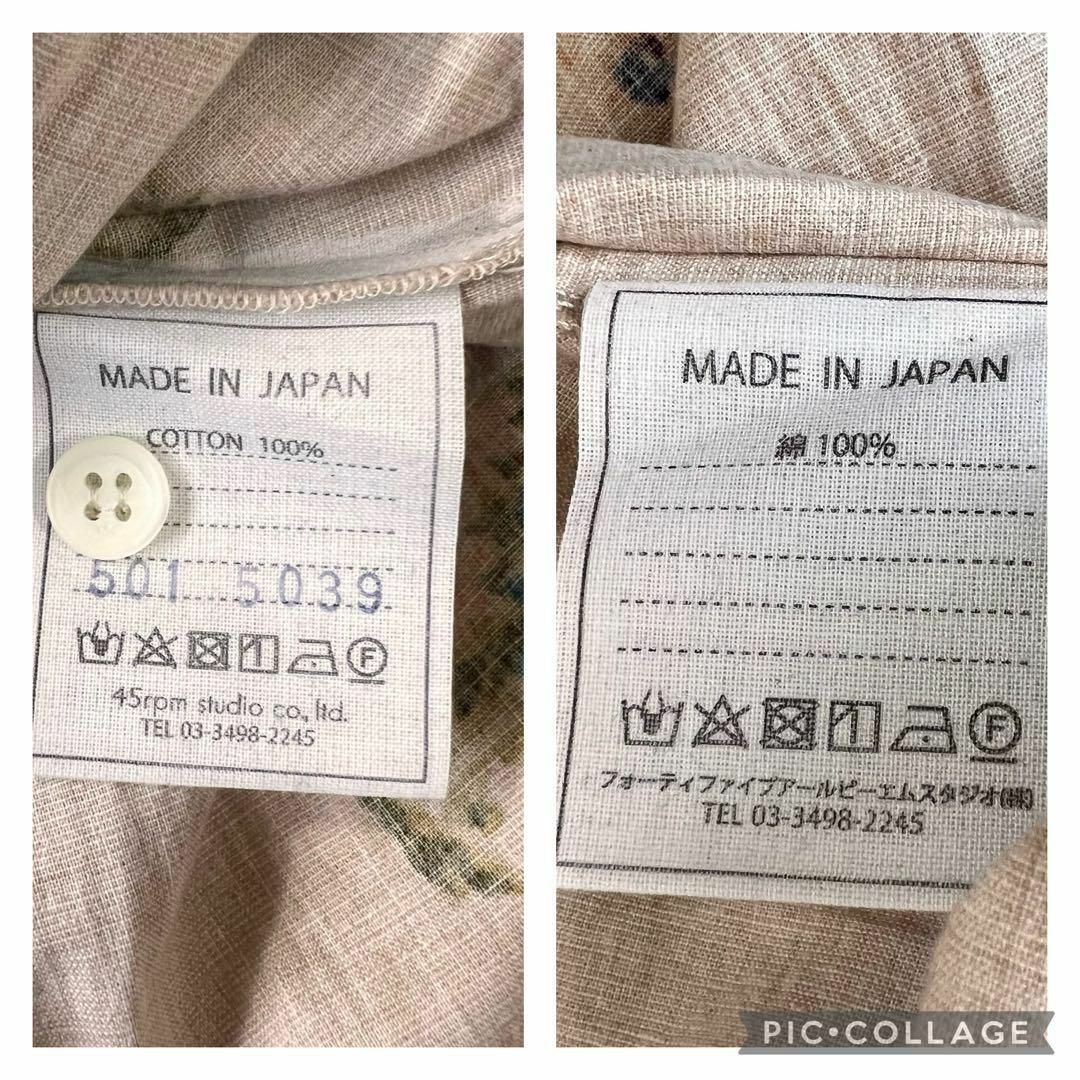 MADE IN JAPAN
COTTON 100%
501 5039
F
45rpm studio co., ltd.
TEL 03-3498-2245
MADE IN JAPAN
綿 100%
F
フォーティファイブアールピーエムスタジオ(株)
TEL 03-3498-2245
PIC•COLLAGE